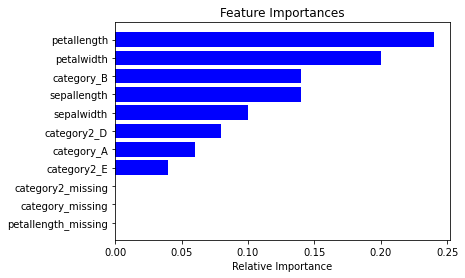 Feature Importances
petallength
petalwidth
category_B
sepallength
sepalwidth
category2_D
category_A
category2_E
category2_missing
category_missing
petallength_missing
0.00 0.05 0.10 0.15 0.20 0.25
Relative Importance